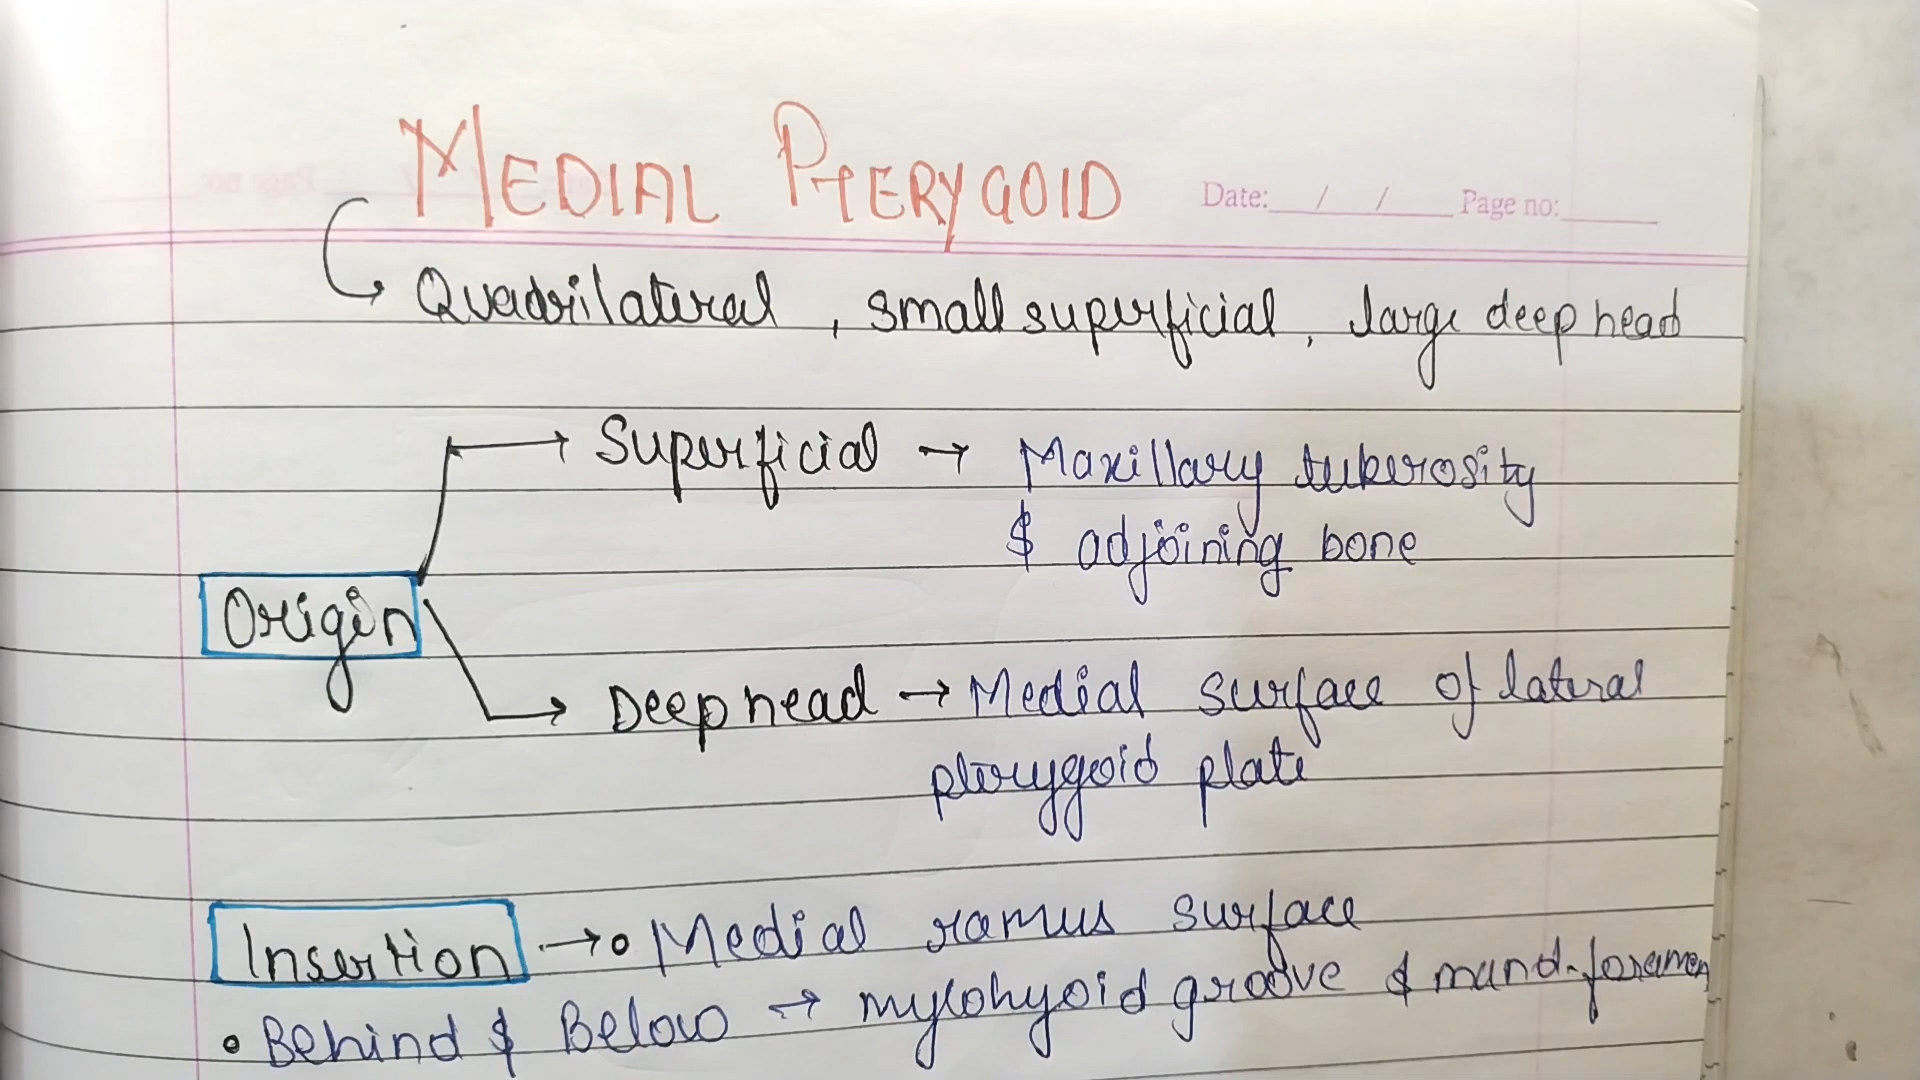 MEDIAL PTERYGOID
Date: / / Page no:
Quadrilateral, small superficial, large deep head
Superficial → Maxillary tuberosity
& adjoining bone
Origin
Deep head → Medial surface of lateral
pterygoid plate
Insertion → • Medial ramus surface
• Behind & Below → mylohyoid groove & mand. foramen